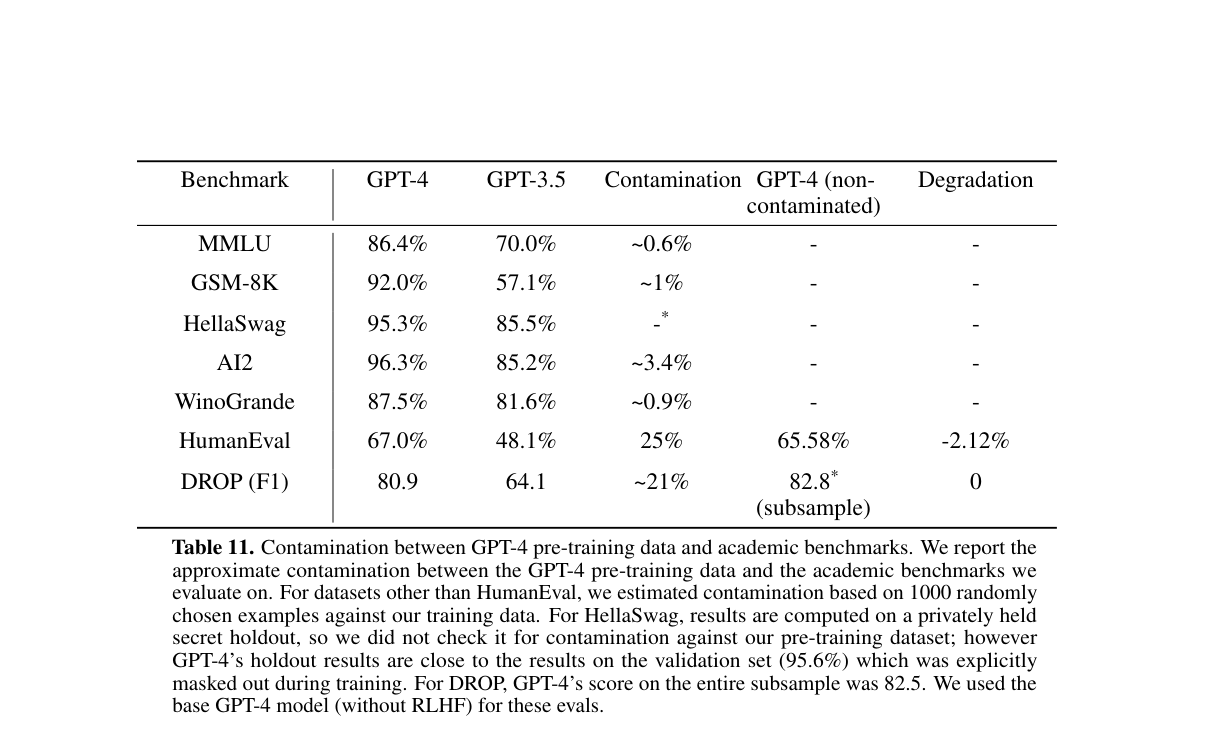 Benchmark GPT-4 GPT-3.5 Contamination GPT-4 (non-
contaminated) Degradation
MMLU 86.4% 70.0% ~0.6% - -
GSM-8K 92.0% 57.1% ~1% - -
HellaSwag 95.3% 85.5% -* - -
AI2 96.3% 85.2% ~3.4% - -
WinoGrande 87.5% 81.6% ~0.9% - -
HumanEval 67.0% 48.1% 25% 65.58% -2.12%
DROP (F1) 80.9 64.1 ~21% 82.8* 0
(subsample)
Table 11. Contamination between GPT-4 pre-training data and academic benchmarks. We report the
approximate contamination between the GPT-4 pre-training data and the academic benchmarks we
evaluate on. For datasets other than HumanEval, we estimated contamination based on 1000 randomly
chosen examples against our training data. For HellaSwag, results are computed on a privately held
secret holdout, so we did not check it for contamination against our pre-training dataset; however
GPT-4's holdout results are close to the results on the validation set (95.6%) which was explicitly
masked out during training. For DROP, GPT-4's score on the entire subsample was 82.5. We used the
base GPT-4 model (without RLHF) for these evals.